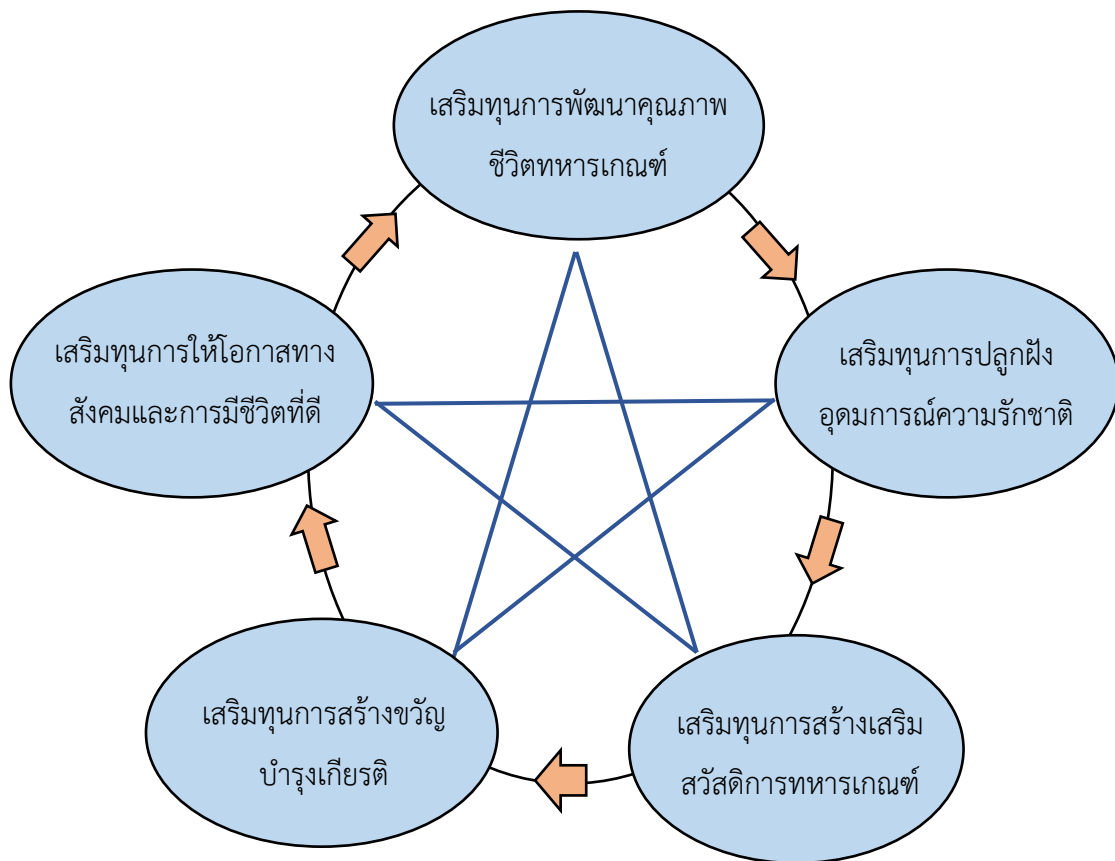 เสริมทุนการพัฒนาคุณภาพ
ชีวิตทหารเกณฑ์
เสริมทุนการปลูกฝัง
อุดมการณ์ความรักชาติ
เสริมทุนการสร้างเสริม
สวัสดิการทหารเกณฑ์
เสริมทุนการสร้างขวัญ
บำรุงเกียรติ
เสริมทุนการให้โอกาสทาง
สังคมและการมีชีวิตที่ดี